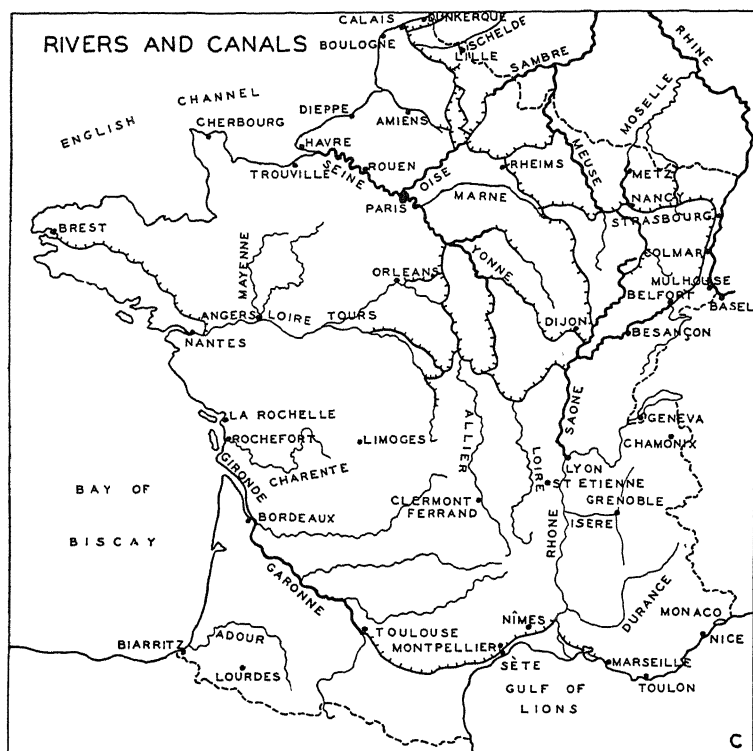 RIVERS AND CANALS
CALAIS
DUNKERQUE
BOULOGNE
SCHELDE
LILLE
SAMBRE
RHINE
ENGLISH CHANNEL
CHERBOURG
DIEPPE
AMIENS
MOSELLE
HAVRE
TROUVILLE
SEINE
ROUEN
OISE
RHEIMS
MEUSE
METZ
PARIS
MARNE
NANCY
STRASBOURG
BREST
MAYENNE
ORLEANS
YONNE
COLMAR
MULHOUSE
BELFORT
BASEL
ANGERS
LOIRE
TOURS
DIJON
BESANÇON
NANTES
LA ROCHELLE
ROCHEFORT
LIMOGES
ALLIER
SAONE
GENEVA
CHAMONIX
GIRONDE
CHARENTE
LOIRE
LYON
ST ETIENNE
BAY OF
BISCAY
CLERMONT
FERRAND
GRENOBLE
ISÈRE
RHONE
BORDEAUX
GARONNE
DURANCE
MONACO
NICE
BIARRITZ
ADOUR
LOURDES
TOULOUSE
NÎMES
MONTPELLIER
SÈTE
MARSEILLE
TOULON
GULF OF
LIONS
C